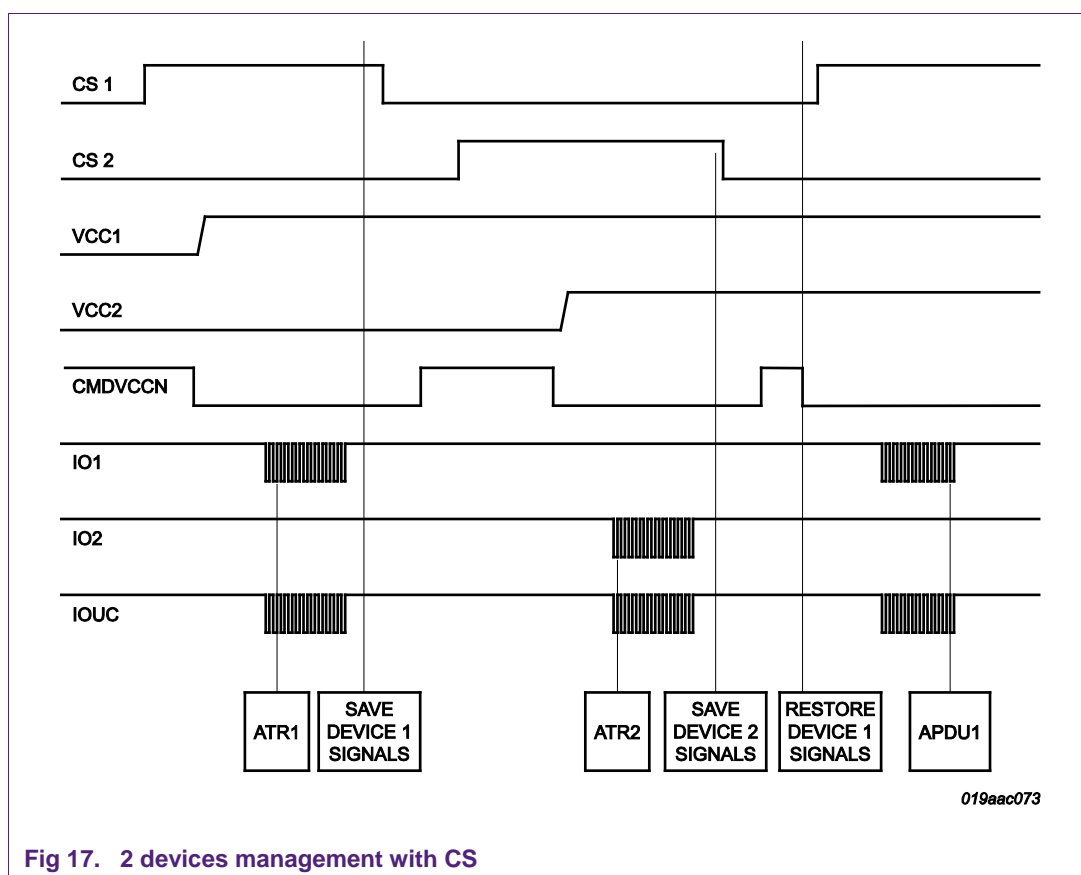 CS 1
CS 2
VCC1
VCC2
CMDVCCN
IO1
IO2
IOUC
ATR1
SAVE
DEVICE 1
SIGNALS
ATR2
SAVE
DEVICE 2
SIGNALS
RESTORE
DEVICE 1
SIGNALS
APDU1
019aac073
Fig 17. 2 devices management with CS